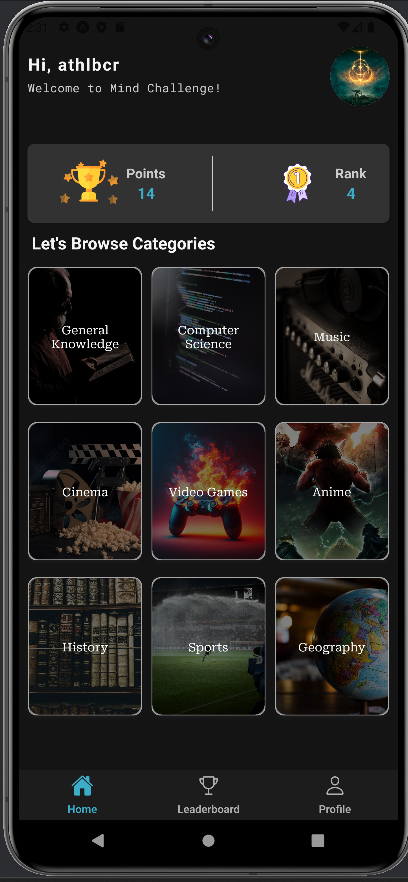 2:31
Hi, athlbcr
Welcome to Mind Challenge!
Points
14
1
Rank
4
Let's Browse Categories
General
Knowledge
Computer
Science
Music
Cinema
Video Games
Anime
History
Sports
Geography
Home
Leaderboard
Profile